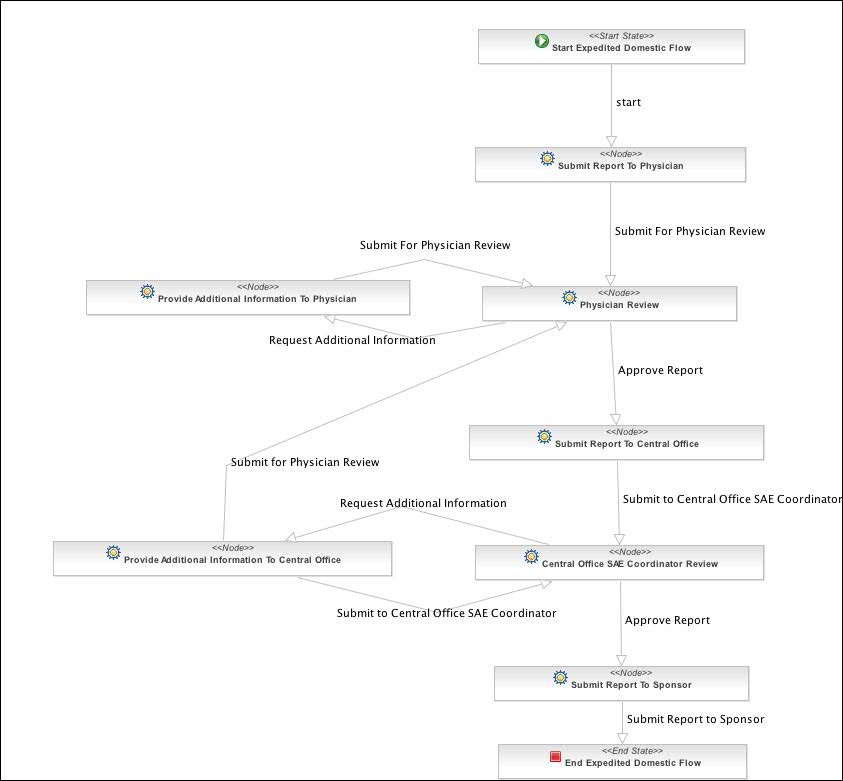 <<Start State>>
Start Expedited Domestic Flow
start
<<Node>>
Submit Report To Physician
Submit For Physician Review
Submit For Physician Review
<<Node>>
Provide Additional Information To Physician
<<Node>>
Physician Review
Request Additional Information
Approve Report
<<Node>>
Submit Report To Central Office
Submit for Physician Review
Submit to Central Office SAE Coordinator
Request Additional Information
<<Node>>
Provide Additional Information To Central Office
<<Node>>
Central Office SAE Coordinator Review
Submit to Central Office SAE Coordinator
Approve Report
<<Node>>
Submit Report To Sponsor
Submit Report to Sponsor
<<End State>>
End Expedited Domestic Flow